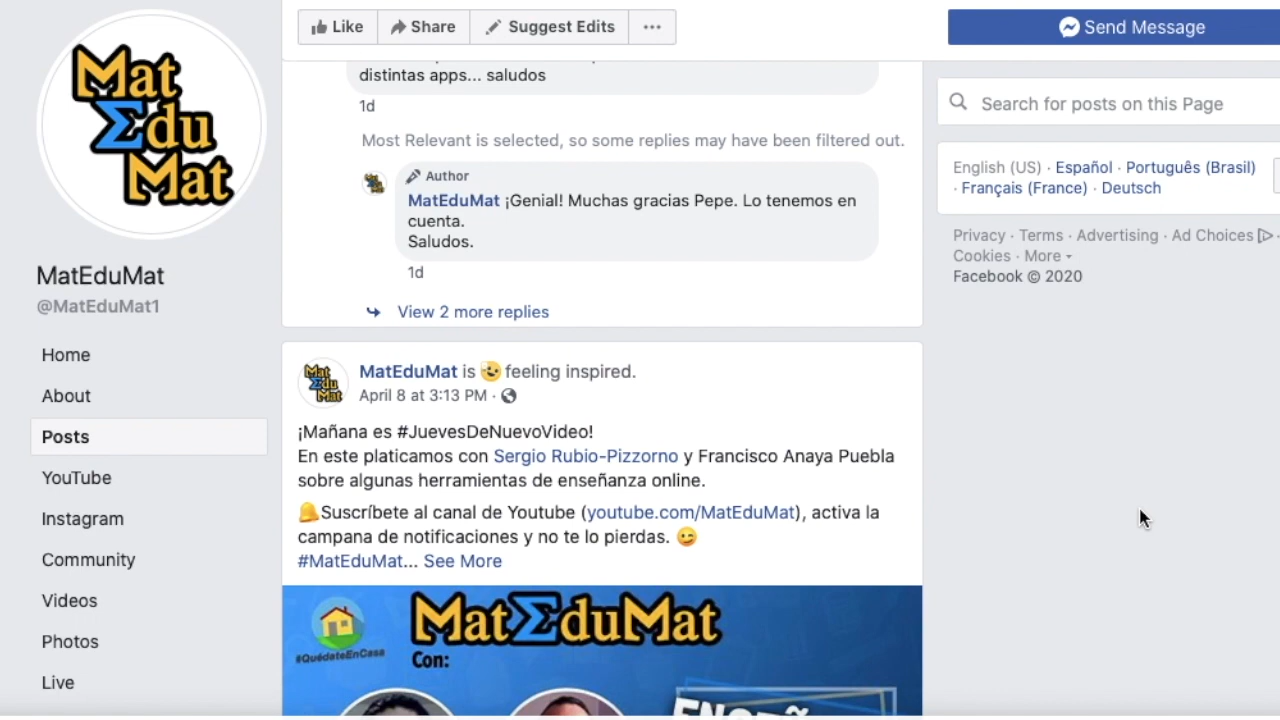 Mat
Edu
Mat
MatEduMat
@MatEduMat1
Home
About
Posts
YouTube
Instagram
Community
Videos
Photos
Live
Like
Share
Suggest Edits
Send Message
distintas apps... saludos
1d
Most Relevant is selected, so some replies may have been filtered out.
Author
MatEduMat ¡Genial! Muchas gracias Pepe. Lo tenemos en
cuenta.
Saludos.
1d
View 2 more replies
Mat
Edu
Mat
MatEduMat is 🤪 feeling inspired.
April 8 at 3:13 PM ·
¡Mañana es #JuevesDeNuevoVideo!
En este platicamos con Sergio Rubio-Pizzorno y Francisco Anaya Puebla
sobre algunas herramientas de enseñanza online.
🔔Suscríbete al canal de Youtube (youtube.com/MatEduMat), activa la
campana de notificaciones y no te lo pierdas. 😉
#MatEduMat... See More
#QuédateEnCasa
MatΣduMat
Con:
Search for posts on this Page
English (US) · Español · Português (Brasil)
· Français (France) · Deutsch
Privacy · Terms · Advertising · Ad Choices ·
Cookies · More
Facebook © 2020